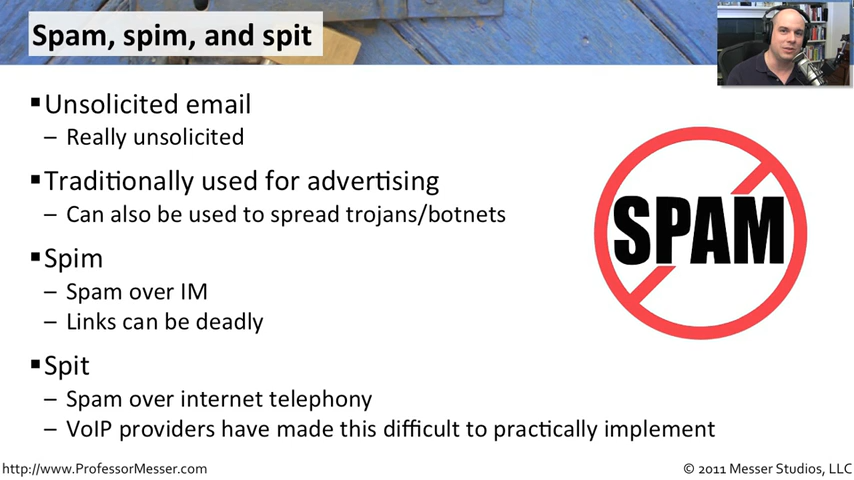 Spam, spim, and spit
▪Unsolicited email
– Really unsolicited
▪Traditionally used for advertising
– Can also be used to spread trojans/botnets
SPAM
▪Spim
– Spam over IM
– Links can be deadly
▪Spit
– Spam over internet telephony
– VoIP providers have made this difficult to practically implement
http://www.ProfessorMesser.com
© 2011 Messer Studios, LLC